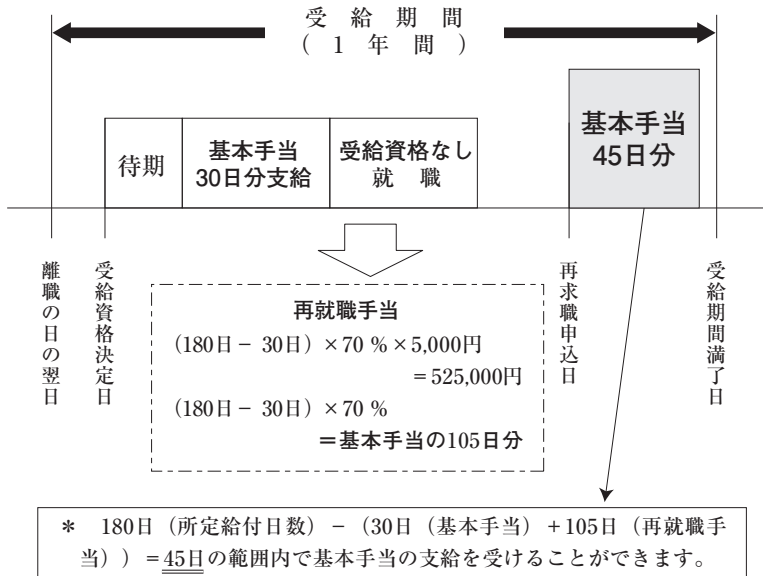 受 給 期 間
( 1 年 間 )
待期
基本手当
30日分支給
受給資格なし
就 職
基本手当
45日分
離職の日の翌日
受給資格決定日
再就職手当
(180日− 30日) ×70 %×5,000円
=525,000円
(180日− 30日) ×70 %
=基本手当の105日分
再求職申込日
受給期間満了日
* 180日(所定給付日数)−(30日(基本手当)+105日(再就職手
当))=45日の範囲内で基本手当の支給を受けることができます。